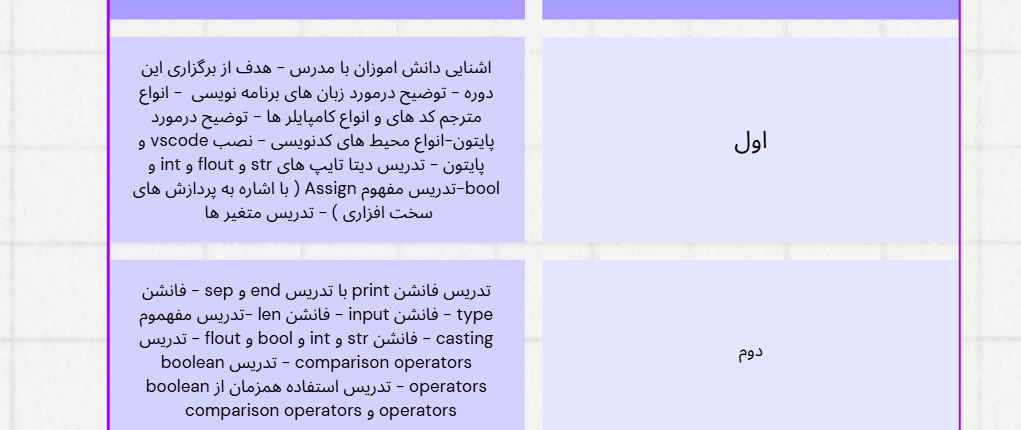 اول
اشنایی دانش اموزان با مدرس - هدف از برگزاری این
دوره - توضیح درمورد زبان های برنامه نویسی - انواع
مترجم کد های و انواع کامپایلر ها - توضیح درمورد
پایتون-انواع محیط های کدنویسی - نصب vscode و
پایتون - تدریس دیتا تایپ های str و flout و int و
bool-تدریس مفهوم Assign ( با اشاره به پردازش های
سخت افزاری ) - تدریس متغیر ها
دوم
تدریس فانشن print با تدریس end و sep - فانشن
type - فانشن input - فانشن len -تدریس مفهموم
casting - فانشن str و int و bool و flout - تدریس
comparison operators - تدریس boolean
operators - تدریس استفاده همزمان از boolean
operators و comparison operators